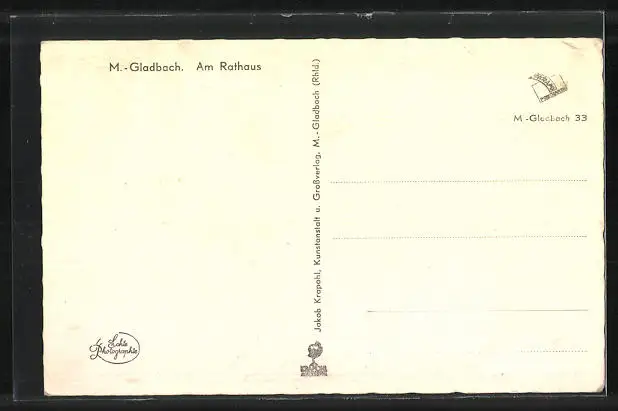 M.-Gladbach. Am Rathaus
Jakob Krapohl, Kunstanstalt u. Großverlag, M.-Gladbach (Rhld.)
M-Gladbach 33
Echte
Photographie